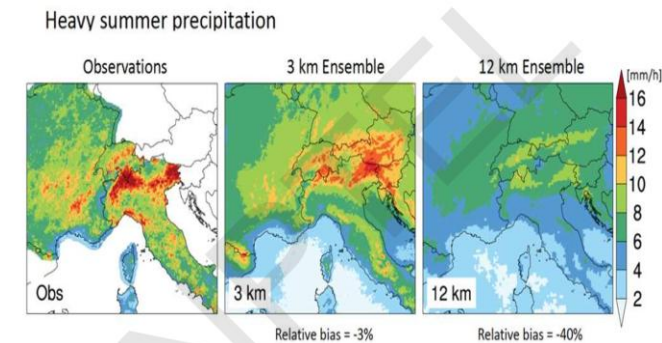 Heavy summer precipitation
Observations
3 km Ensemble
12 km Ensemble
[mm/h]
16
14
12
10
8
6
4
2
Obs
3 km
12 km
Relative bias = -3%
Relative bias = -40%